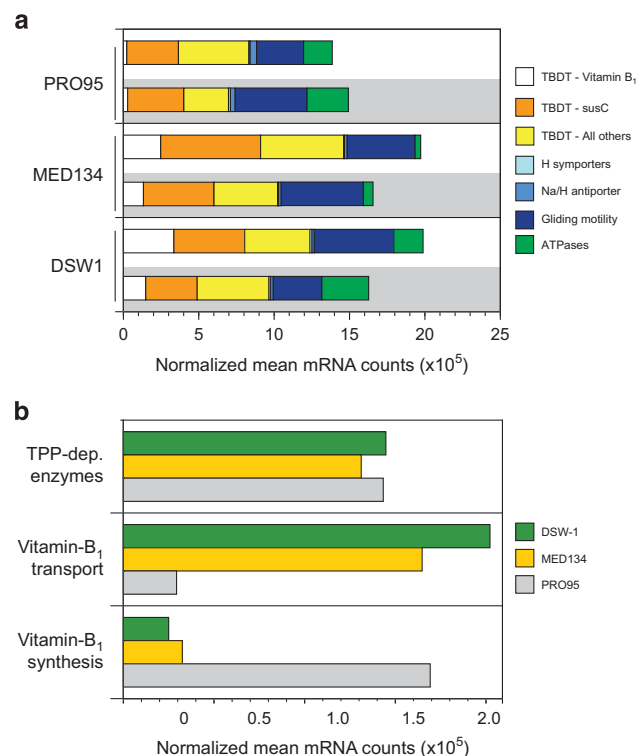 a
PRO95
MED134
DSW1
0 5 10 15 20 25
Normalized mean mRNA counts (x10⁵)
TBDT - Vitamin B₁
TBDT - susC
TBDT - All others
H symporters
Na/H antiporter
Gliding motility
ATPases
b
TPP-dep.
enzymes
Vitamin-B₁
transport
Vitamin-B₁
synthesis
0 0.5 1.0 1.5 2.0
Normalized mean mRNA counts (x10⁵)
DSW-1
MED134
PRO95